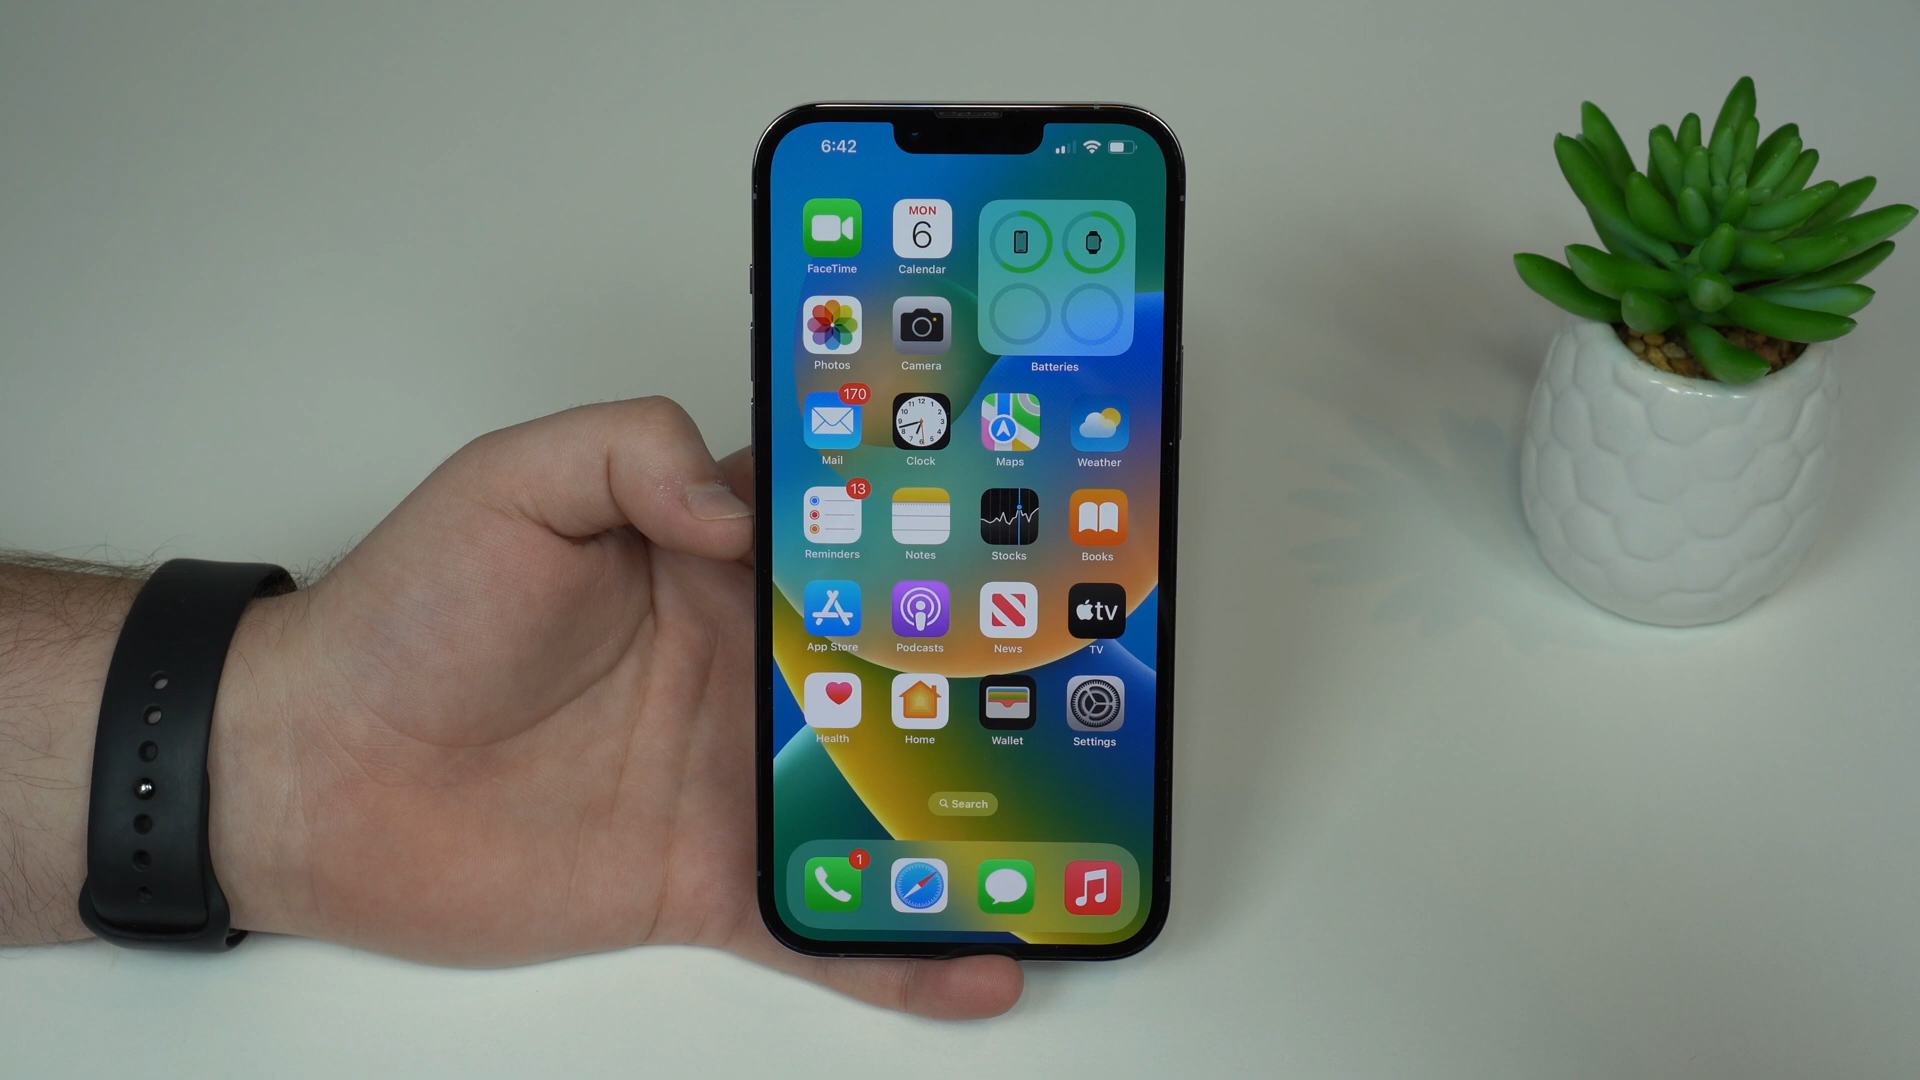 6:42
MON
6
FaceTime
Calendar
Photos
Camera
Batteries
170
Mail
Clock
Maps
Weather
13
Reminders
Notes
Stocks
Books
tv
App Store
Podcasts
News
TV
Health
Home
Wallet
Settings
Search
1